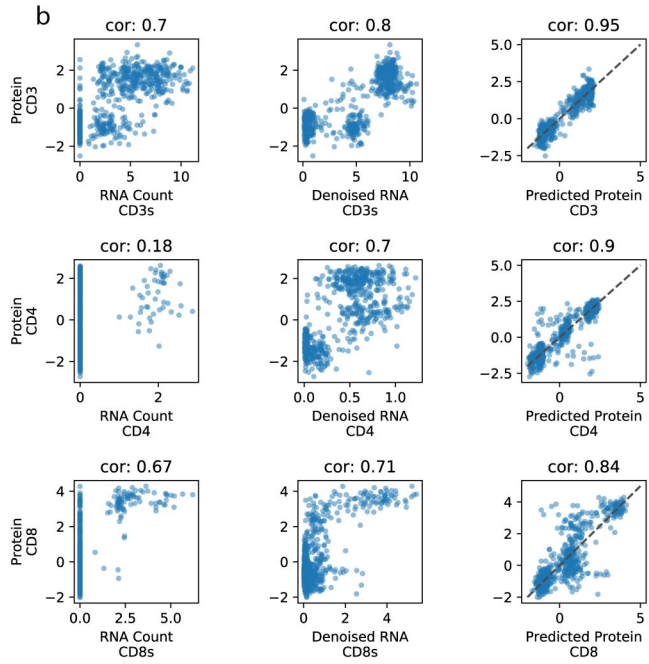 b
cor: 0.7
cor: 0.8
cor: 0.95
Protein
CD3
2
0
−2
0
5
10
RNA Count
CD3s
0
5
10
Denoised RNA
CD3s
5.0
2.5
0.0
−2.5
0
5
Predicted Protein
CD3
cor: 0.18
cor: 0.7
cor: 0.9
Protein
CD4
2
0
−2
0
2
RNA Count
CD4
2
0
−2
0.0
0.5
1.0
Denoised RNA
CD4
5.0
2.5
0.0
−2.5
0
5
Predicted Protein
CD4
cor: 0.67
cor: 0.71
cor: 0.84
Protein
CD8
4
2
0
−2
0.0
2.5
5.0
RNA Count
CD8s
4
2
0
−2
0
2
4
Denoised RNA
CD8s
4
2
0
−2
0
5
Predicted Protein
CD8